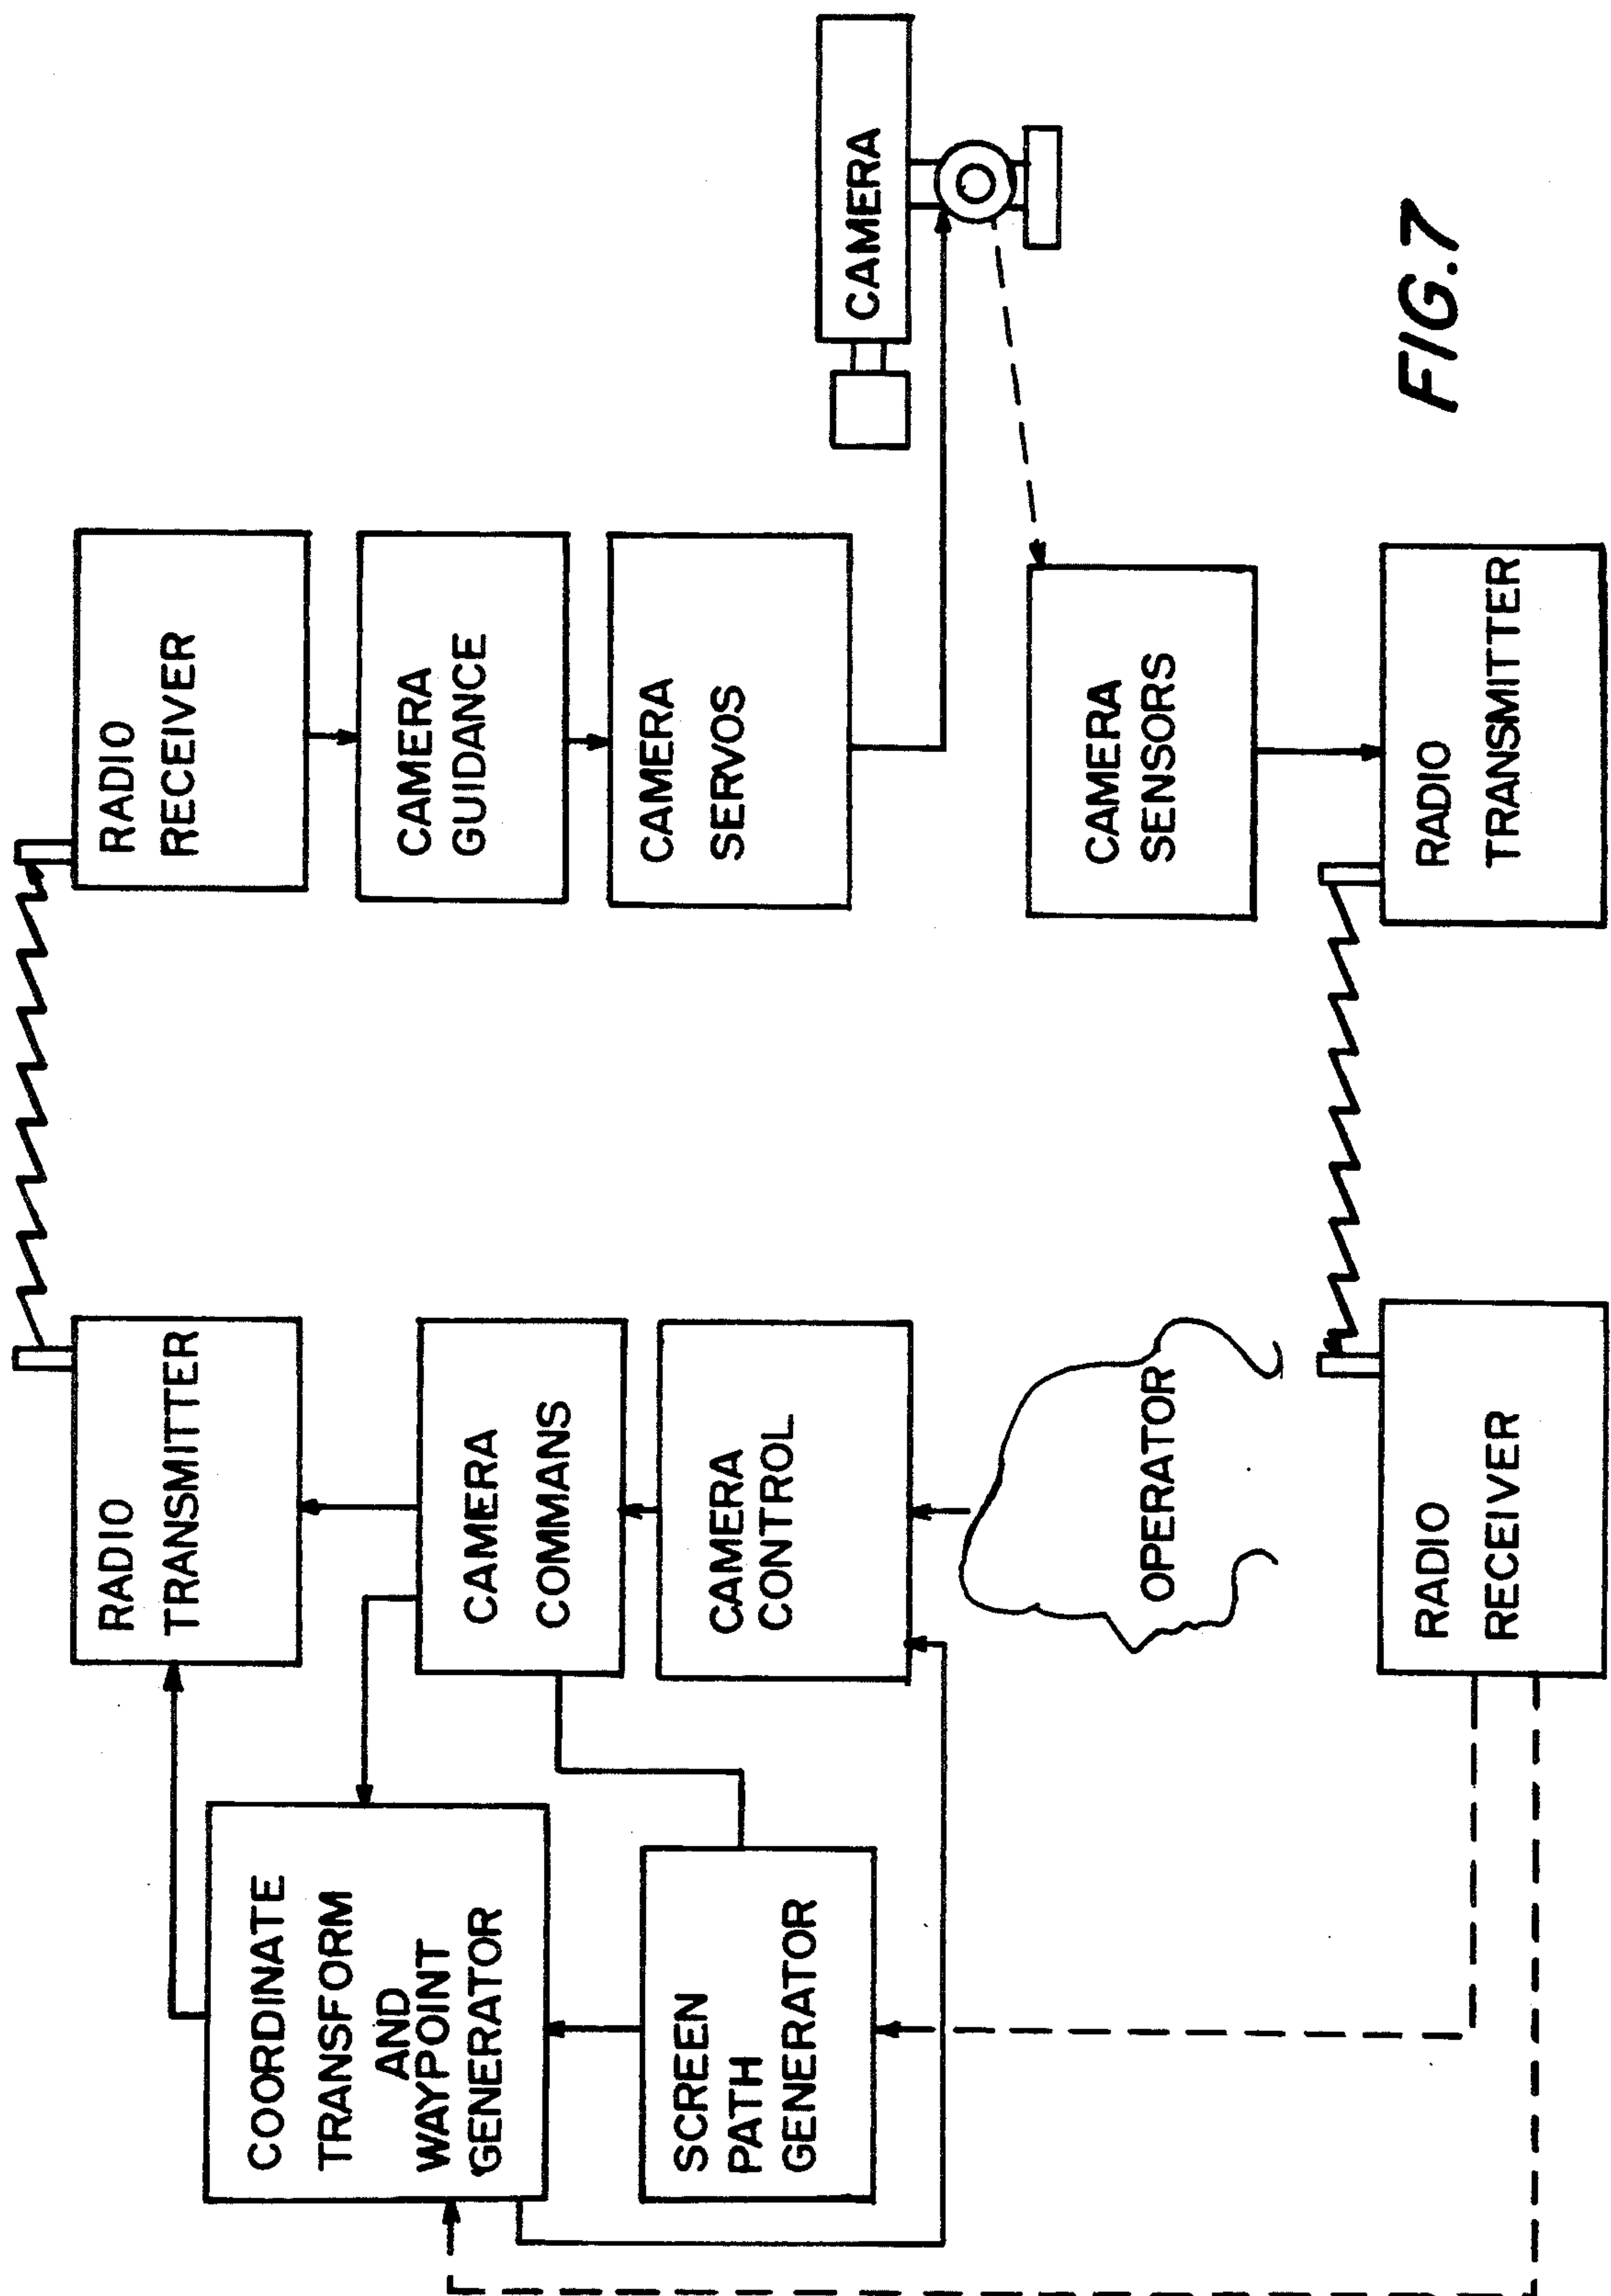 COORDINATE
TRANSFORM
AND
WAYPOINT
GENERATOR
SCREEN
PATH
GENERATOR
RADIO
TRANSMITTER
CAMERA
COMMANS
CAMERA
CONTROL
OPERATOR
RADIO
RECEIVER
RADIO
RECEIVER
CAMERA
GUIDANCE
CAMERA
SERVOS
CAMERA
SENSORS
RADIO
TRANSMITTER
CAMERA
FIG.7